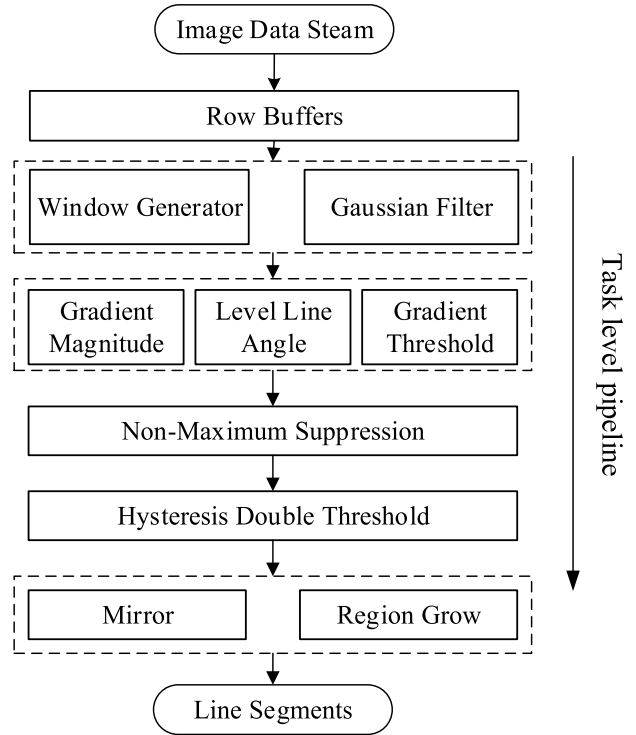 Image Data Steam
Row Buffers
Window Generator
Gaussian Filter
Gradient
Magnitude
Level Line
Angle
Gradient
Threshold
Non-Maximum Suppression
Hysteresis Double Threshold
Mirror
Region Grow
Line Segments
Task level pipeline